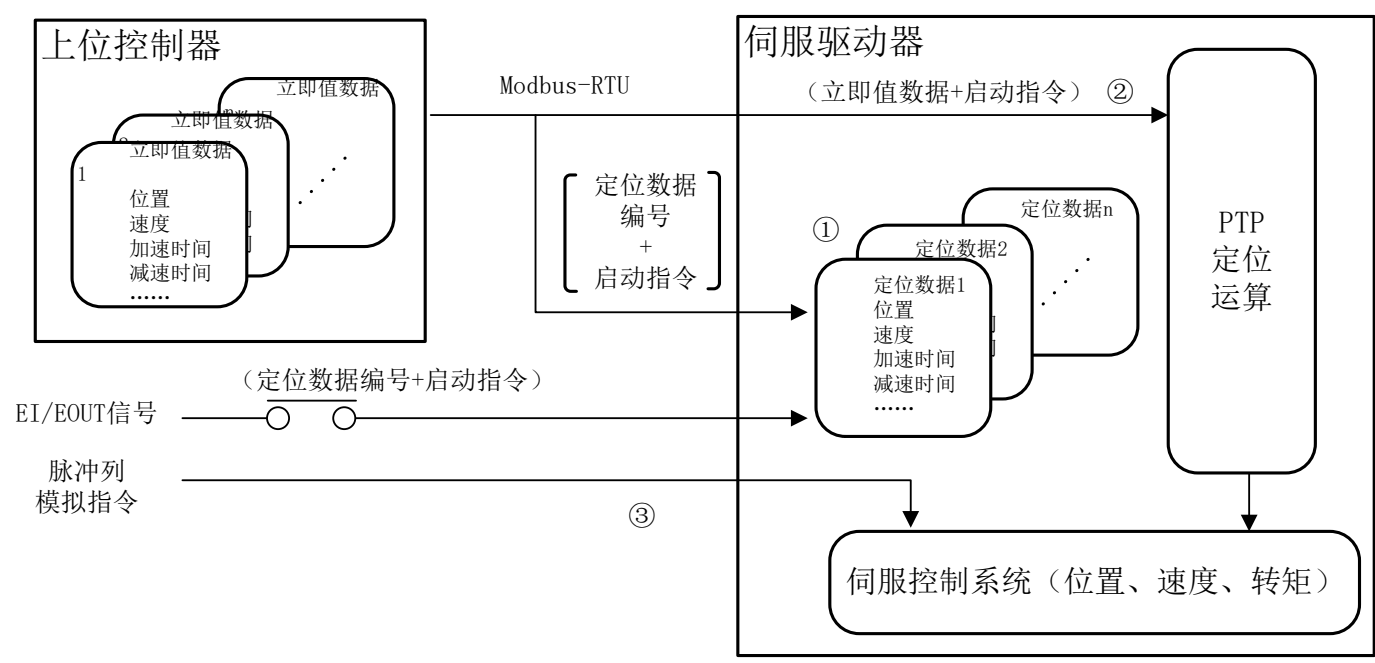 上位控制器
立即值数据
n
立即值数据
立即值数据
1
位置
速度
加速时间
减速时间
……
Modbus-RTU
定位数据
编号
+
启动指令
伺服驱动器
（立即值数据+启动指令） ②
①
定位数据n
定位数据2
定位数据1
位置
速度
加速时间
减速时间
……
PTP
定位
运算
（定位数据编号+启动指令）
EI/EOUT信号
脉冲列
模拟指令
③
伺服控制系统（位置、速度、转矩）